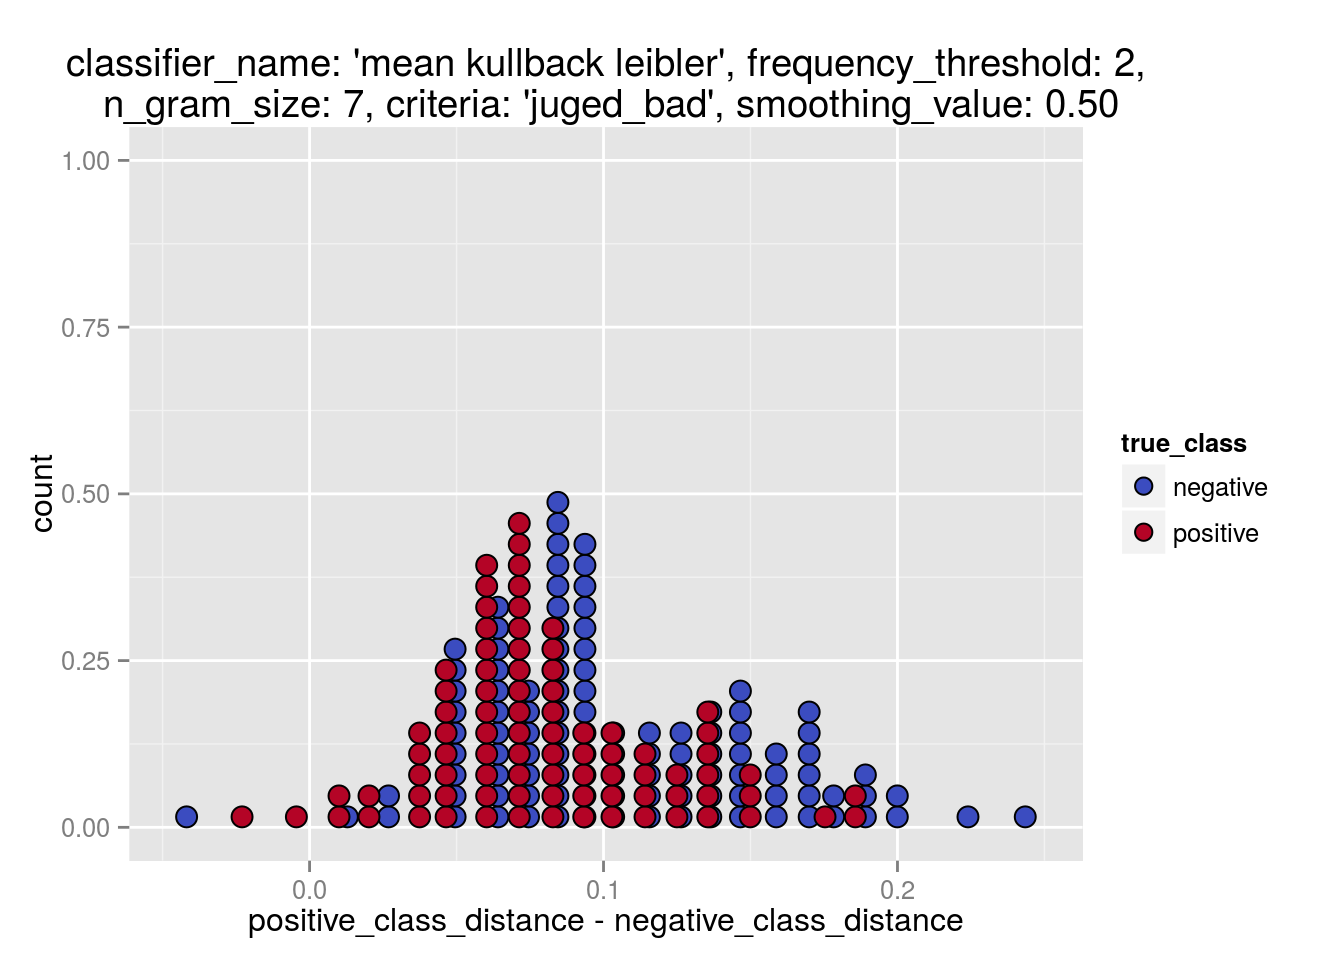 classifier_name: 'mean kullback leibler', frequency_threshold: 2,
n_gram_size: 7, criteria: 'juged_bad', smoothing_value: 0.50
1.00
0.75
0.50
0.25
0.00
count
0.0
0.1
0.2
positive_class_distance - negative_class_distance
true_class
negative
positive